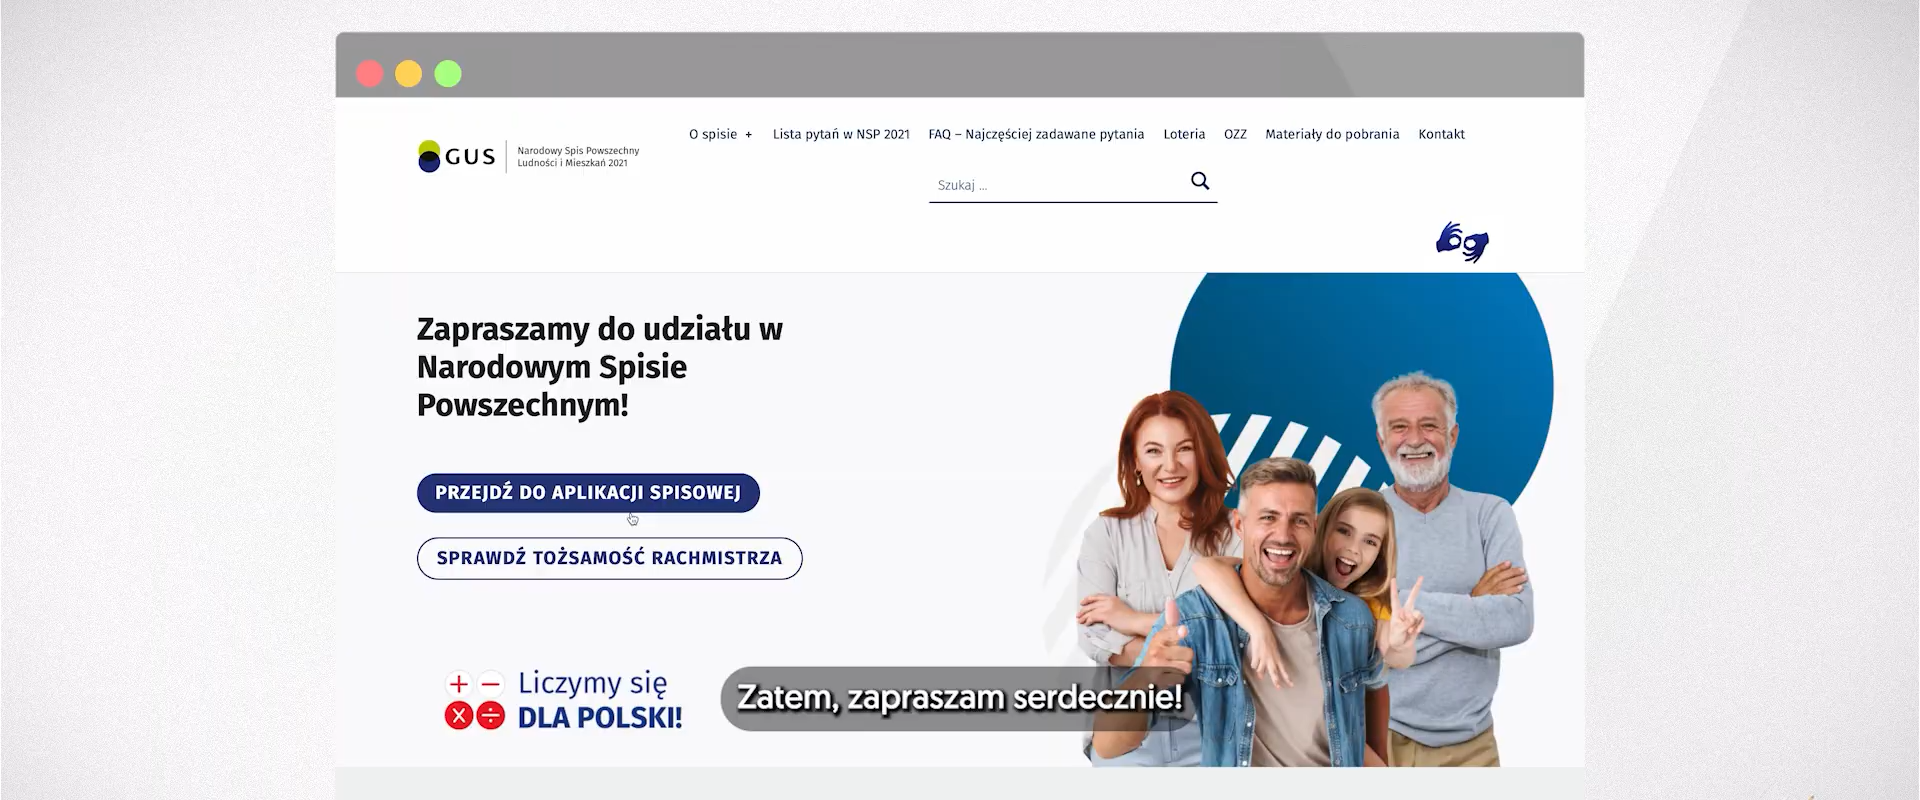 O spisie +
Lista pytań w NSP 2021
FAQ – Najczęściej zadawane pytania
Loteria
OZZ
Materiały do pobrania
Kontakt
GUS
Narodowy Spis Powszechny
Ludności i Mieszkań 2021
Szukaj ...
Zapraszamy do udziału w
Narodowym Spisie
Powszechnym!
PRZEJDŹ DO APLIKACJI SPISOWEJ
SPRAWDŹ TOŻSAMOŚĆ RACHMISTRZA
Liczymy się
DLA POLSKI!
Zatem, zapraszam serdecznie!